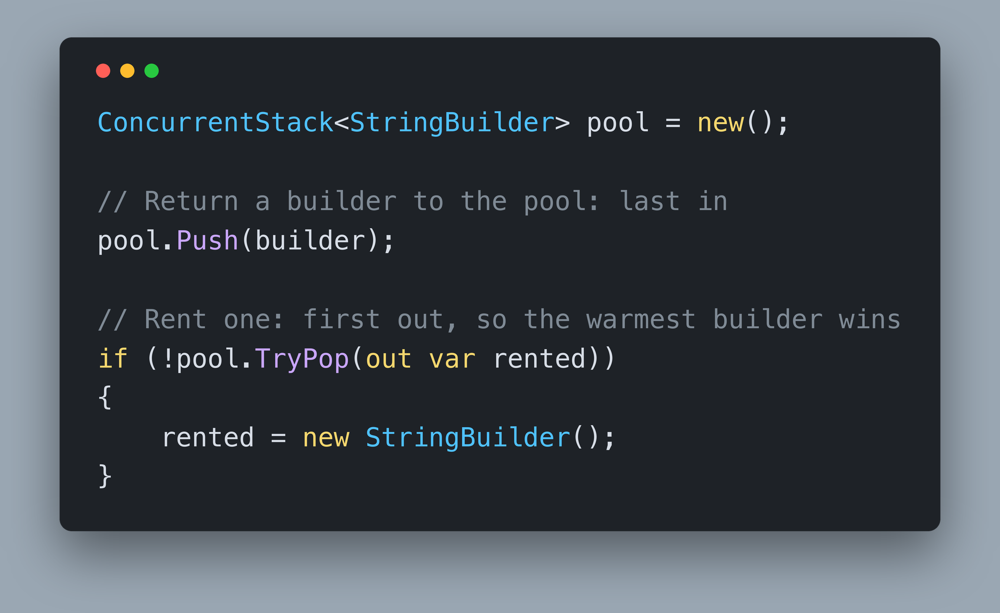 ConcurrentStack<StringBuilder> pool = new();

// Return a builder to the pool: last in
pool.Push(builder);

// Rent one: first out, so the warmest builder wins
if (!pool.TryPop(out var rented))
{
    rented = new StringBuilder();
}